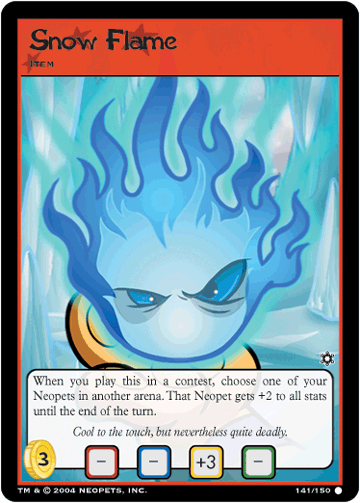 Snow Flame
ITEM
When you play this in a contest, choose one of your
Neopets in another arena. That Neopet gets +2 to all stats
until the end of the turn.
Cool to the touch, but nevertheless quite deadly.
3
– – +3 –
TM & © 2004 NEOPETS, INC. 141/150 ●